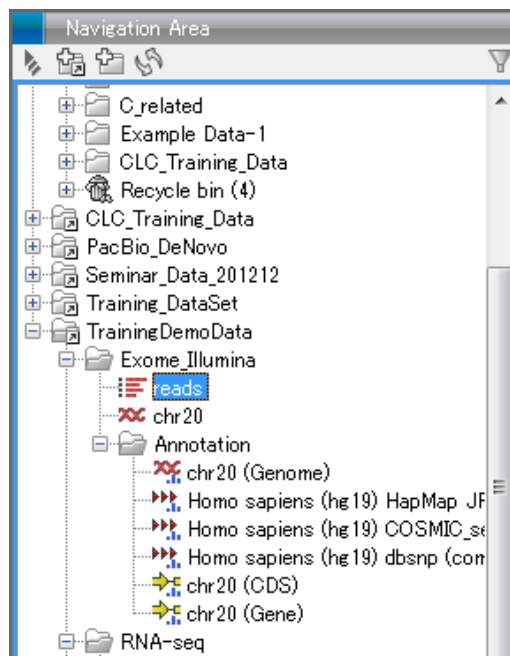 Navigation Area
C_related
Example Data-1
CLC_Training_Data
Recycle bin (4)
CLC_Training_Data
PacBio_DeNovo
Seminar_Data_201212
Training_DataSet
TrainingDemoData
Exome_Illumina
reads
chr20
Annotation
chr20 (Genome)
Homo sapiens (hg19) HapMap JF
Homo sapiens (hg19) COSMIC_se
Homo sapiens (hg19) dbsnp (com
chr20 (CDS)
chr20 (Gene)
RNA-seq